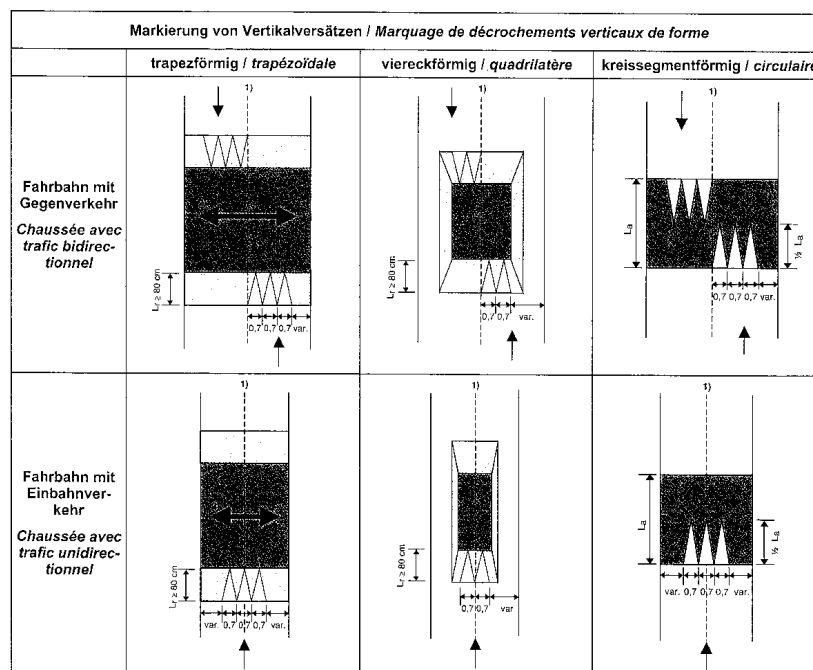 Markierung von Vertikalversätzen / Marquage de décrochements verticaux de forme
trapezförmig / trapézoïdale
viereckförmig / quadrilatère
kreissegmentförmig / circulaire
Fahrbahn mit
Gegenverkehr
Chaussée avec
trafic bidirec-
tionnel
1)
Lr ≥ 80 cm
0,7 0,7 0,7 var.
1)
Lr ≥ 80 cm
0,7 0,7 var.
1)
La
½ La
0,7 0,7 0,7 var.
Fahrbahn mit
Einbahnver-
kehr
Chaussée avec
trafic unidirec-
tionnel
1)
Lr ≥ 80 cm
var. 0,7 0,7 0,7 var.
1)
Lr ≥ 80 cm
0,7 0,7 var
1)
La
½ La
var. 0,7 0,7 0,7 var.